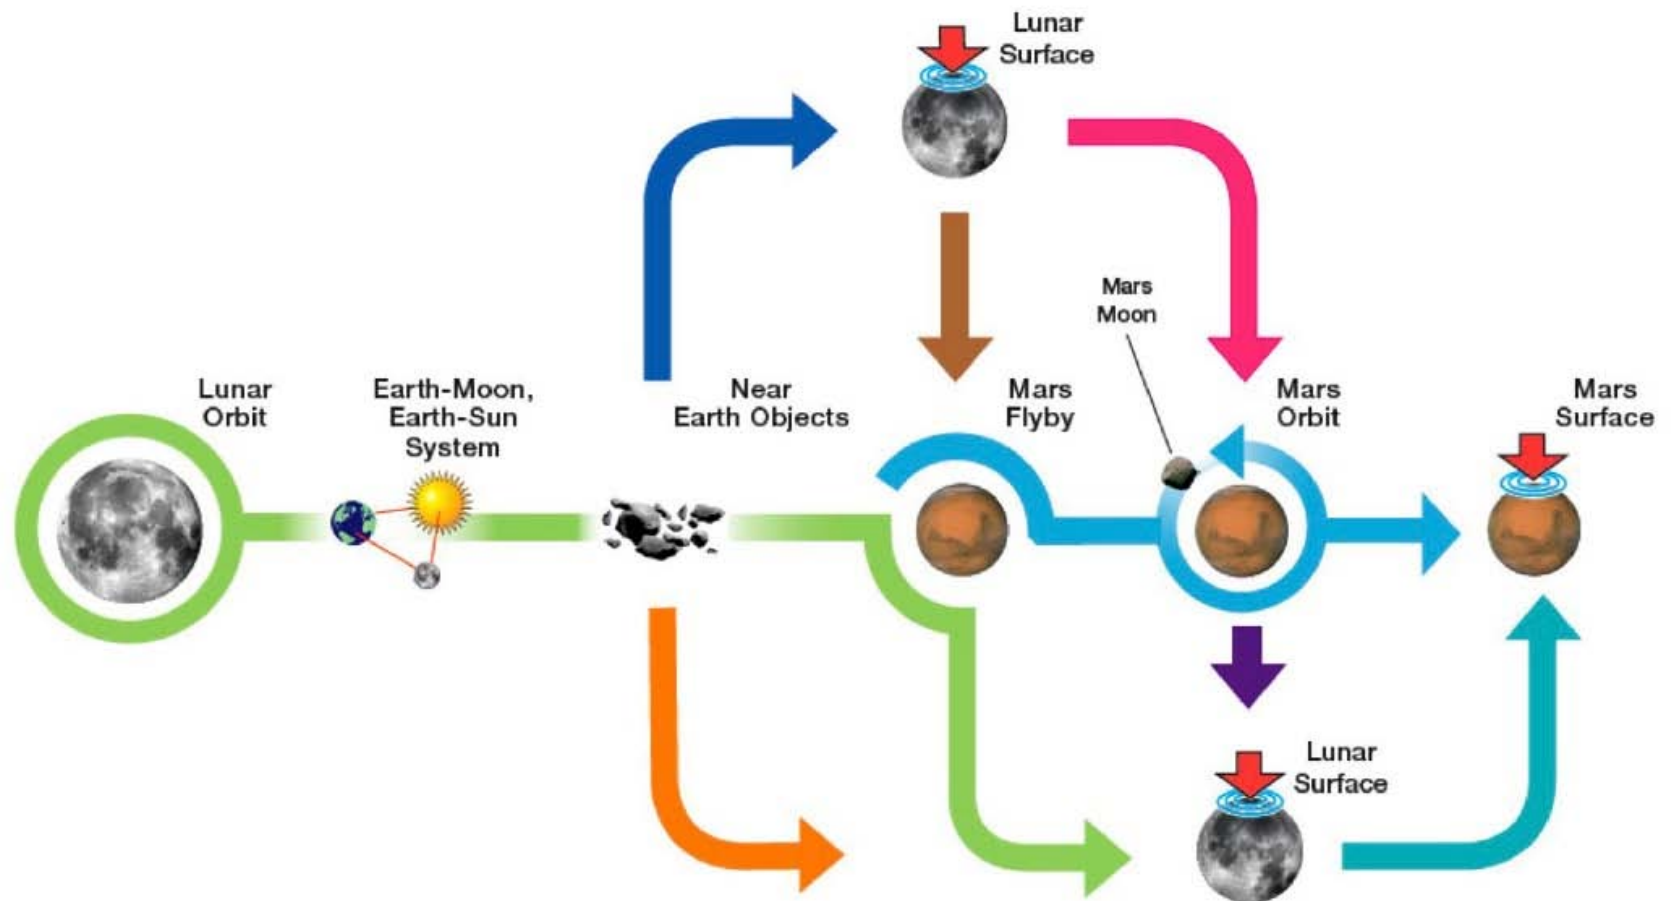 Lunar
Surface
Mars
Moon
Lunar
Orbit
Earth-Moon,
Earth-Sun
System
Near
Earth Objects
Mars
Flyby
Mars
Orbit
Mars
Surface
Lunar
Surface